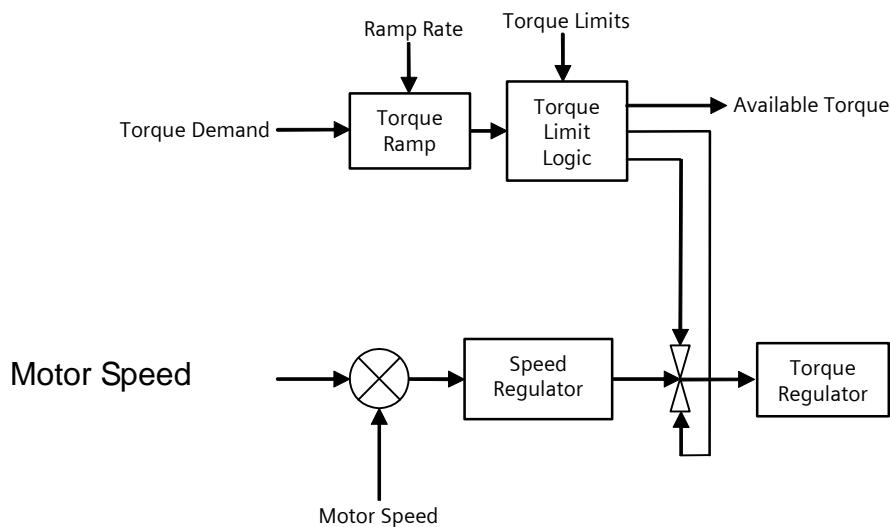 Ramp Rate
Torque Limits
Torque Demand
Torque
Ramp
Torque
Limit
Logic
Available Torque
Motor Speed
Speed
Regulator
Torque
Regulator
Motor Speed